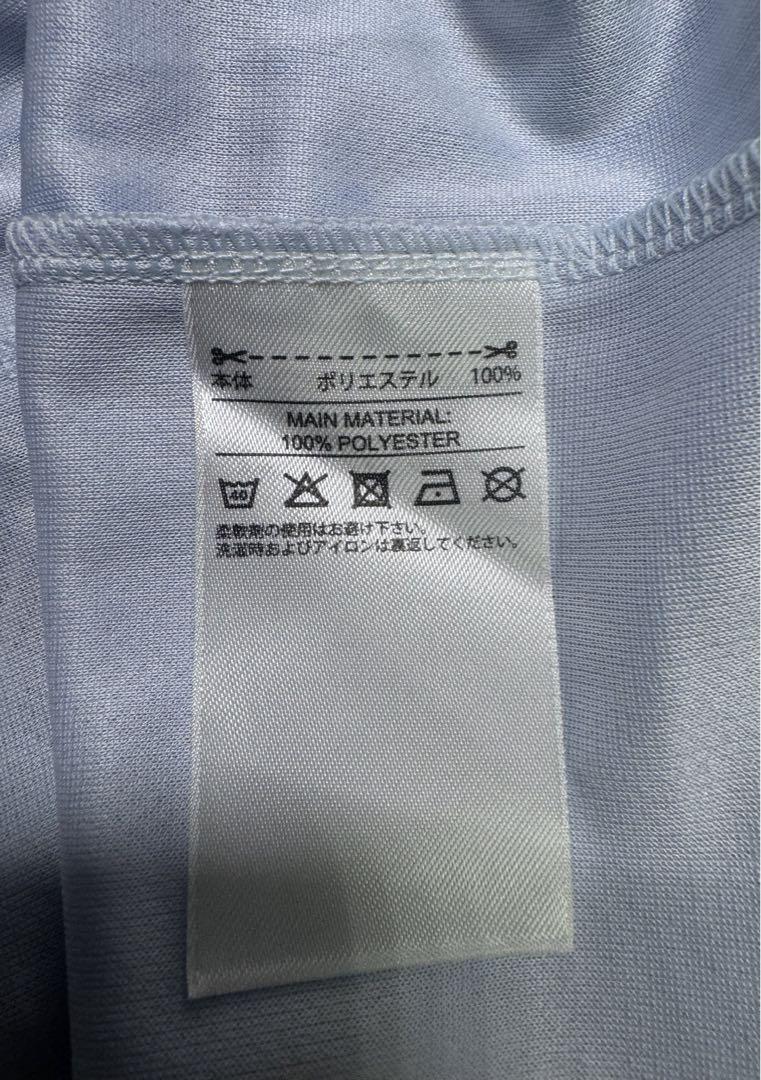 本体 ポリエステル 100%
MAIN MATERIAL:
100% POLYESTER
40
柔軟剤の使用はお避け下さい。
洗濯時およびアイロンは裏返してください。